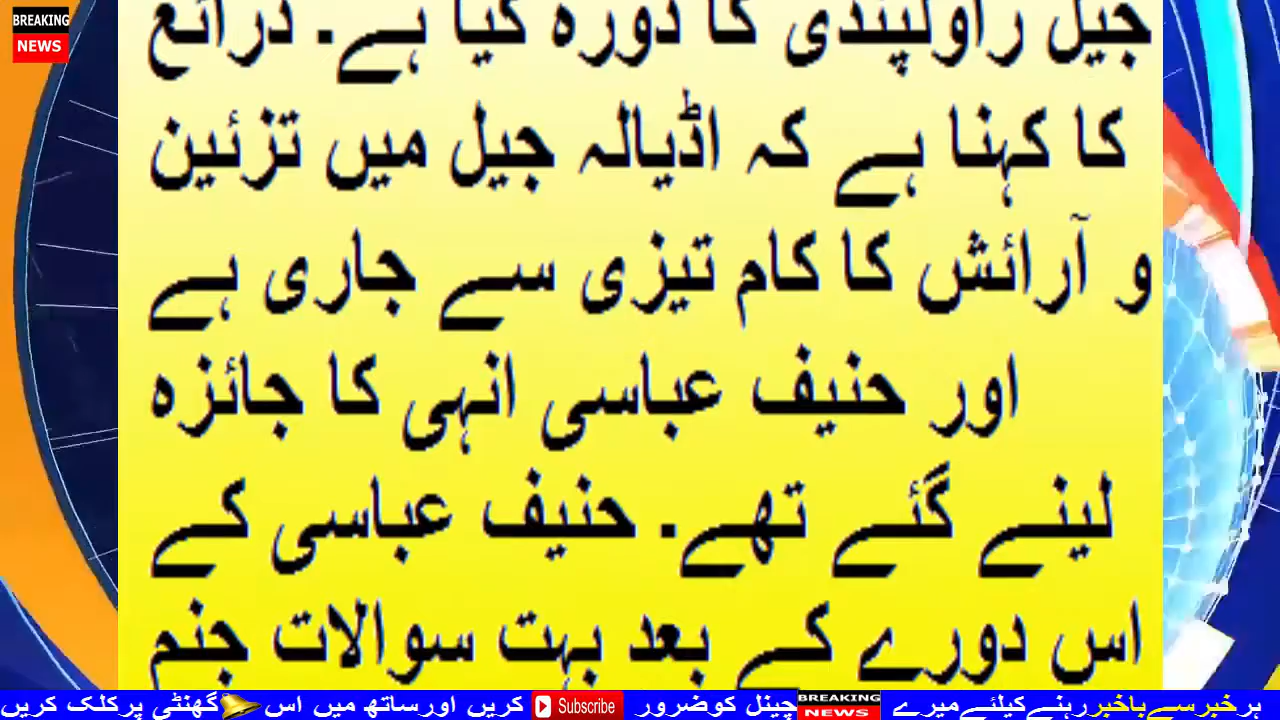 BREAKING
NEWS
جیل راولپنڈی کا دورہ کیا ہے۔ ذرائع
کا کہنا ہے کہ اڈیالہ جیل میں تزئین
و آرائش کا کام تیزی سے جاری ہے
اور حنیف عباسی انہی کا جائزہ
لینے گئے تھے۔ حنیف عباسی کے
اس دورے کے بعد بہت سوالات جنم
ہر خبر سے باخبر رہنے کیلئے میرے BREAKING NEWS چینل کو ضرور Subscribe کریں اور ساتھ میں اس گھنٹی پر کلک کریں